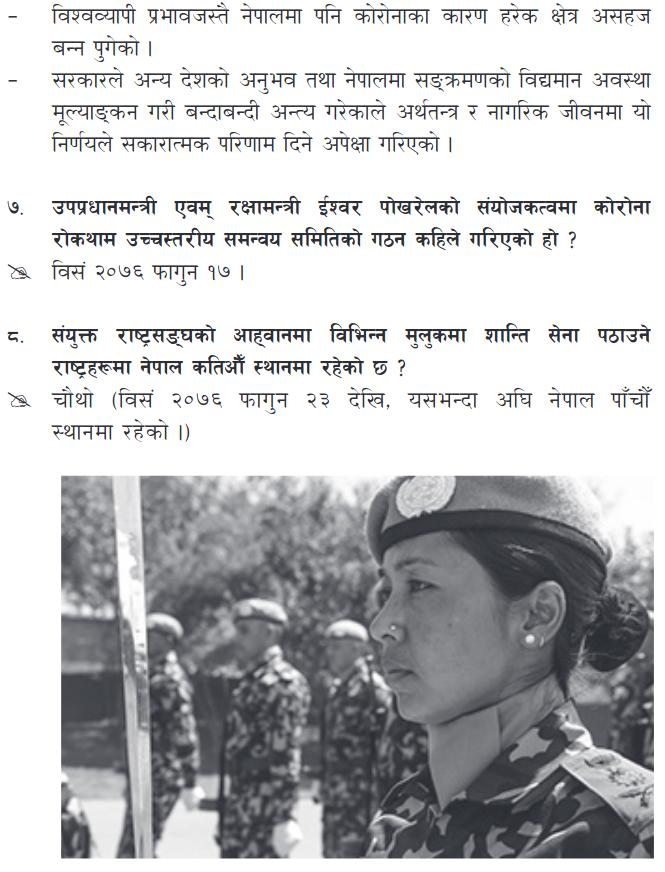 – विश्वव्यापी प्रभावजस्तै नेपालमा पनि कोरोनाका कारण हरेक क्षेत्र असहज
बन्न पुगेको ।
– सरकारले अन्य देशको अनुभव तथा नेपालमा सङ्क्रमणको विद्यमान अवस्था
मूल्याङ्कन गरी बन्दाबन्दी अन्त्य गरेकाले अर्थतन्त्र र नागरिक जीवनमा यो
निर्णयले सकारात्मक परिणाम दिने अपेक्षा गरिएको ।
७. उपप्रधानमन्त्री एवम् रक्षामन्त्री ईश्वर पोखरेलको संयोजकत्वमा कोरोना
रोकथाम उच्चस्तरीय समन्वय समितिको गठन कहिले गरिएको हो ?
विसं २०७६ फागुन १७ ।
८. संयुक्त राष्ट्रसङ्घको आह्वानमा विभिन्न मुलुकमा शान्ति सेना पठाउने
राष्ट्रहरूमा नेपाल कतिऔँ स्थानमा रहेको छ ?
चौथो (विसं २०७६ फागुन २३ देखि, यसभन्दा अघि नेपाल पाँचौँ
स्थानमा रहेको ।)